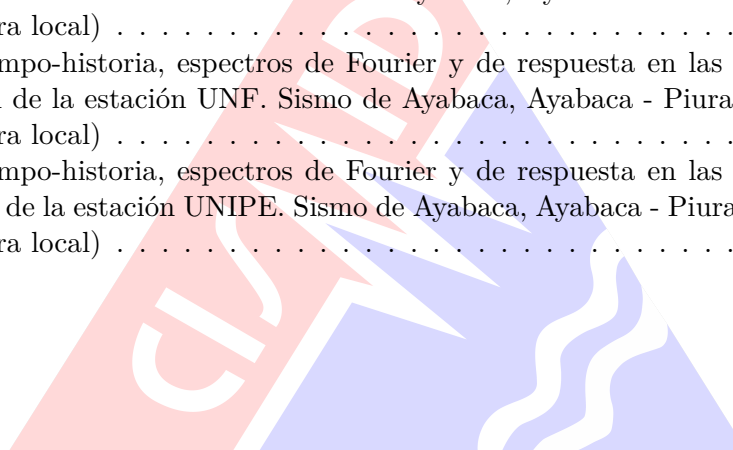 ra local) . . . . . . . . . . . . . . . . . . . . . . . . . . . . .
mpo-historia, espectros de Fourier y de respuesta en las
de la estación UNF. Sismo de Ayabaca, Ayabaca - Piura
ra local) . . . . . . . . . . . . . . . . . . . . . . . . . . . . .
mpo-historia, espectros de Fourier y de respuesta en las
de la estación UNIPE. Sismo de Ayabaca, Ayabaca - Piura
ra local) . . . . . . . . . . . . . . . . . . . . . . . . . . . . .
CISMID